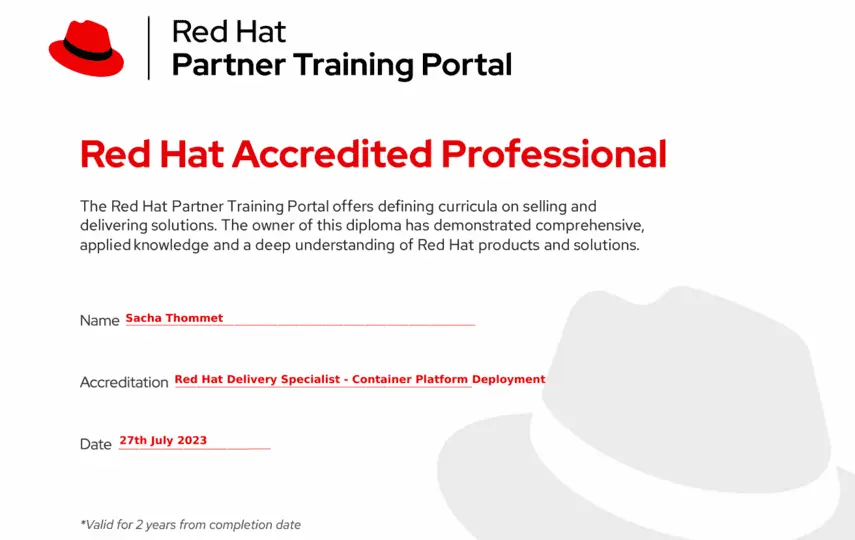 Red Hat
Partner Training Portal
Red Hat Accredited Professional
The Red Hat Partner Training Portal offers defining curricula on selling and
delivering solutions. The owner of this diploma has demonstrated comprehensive,
applied knowledge and a deep understanding of Red Hat products and solutions.
Name Sacha Thommet
Accreditation Red Hat Delivery Specialist - Container Platform Deployment
Date 27th July 2023
*Valid for 2 years from completion date